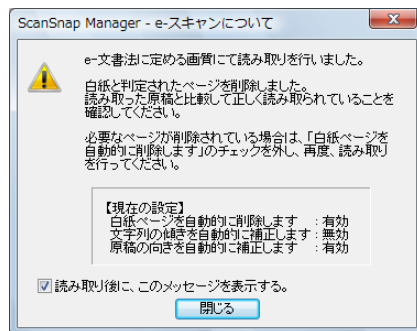 ScanSnap Manager - e-スキャンについて
e-文書法に定める画質にて読み取りを行いました。
白紙と判定されたページを削除しました。
読み取った原稿と比較して正しく読み取られていることを
確認してください。
必要なページが削除されている場合は、「白紙ページを
自動的に削除します」のチェックを外し、再度、読み取り
を行ってください。
【現在の設定】
白紙ページを自動的に削除します　：有効
文字列の傾きを自動的に補正します　：無効
原稿の向きを自動的に補正します　：有効
読み取り後に、このメッセージを表示する。
閉じる